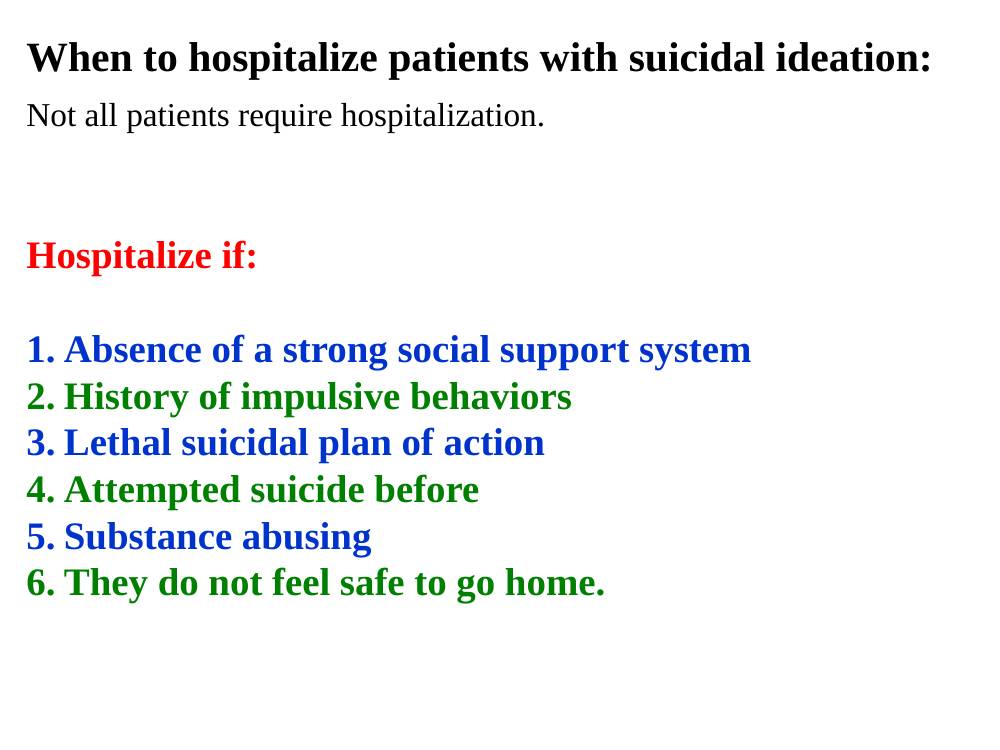 When to hospitalize patients with suicidal ideation:
Not all patients require hospitalization.
Hospitalize if:
1. Absence of a strong social support system
2. History of impulsive behaviors
3. Lethal suicidal plan of action
4. Attempted suicide before
5. Substance abusing
6. They do not feel safe to go home.